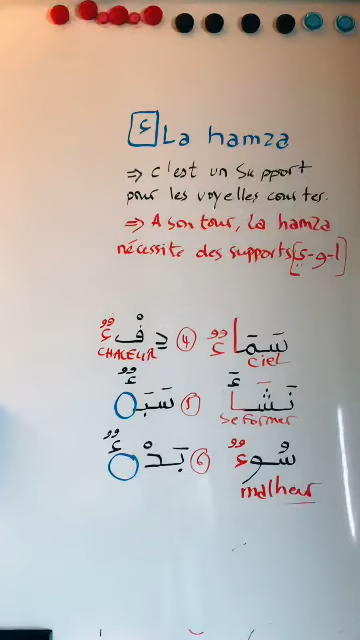 ء La hamza
⇒ c'est un support
pour les voyelles courtes.
⇒ A son tour, La hamza
nécessite des supports [ي-و-ا]
سَمَاءٌ ④ دِفْءٌ
ciel CHALEUR
نَشَأَ ⑤ سَبَ
se former
سُوءٌ ⑥ بَدْ
malheur